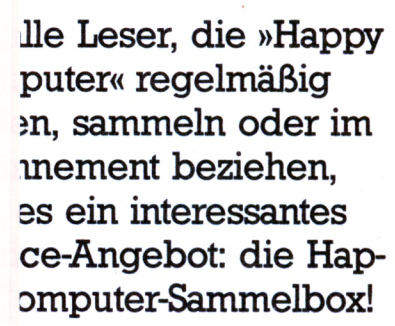 lle Leser, die »Happy
puter« regelmäßig
en, sammeln oder im
nnement beziehen,
es ein interessantes
ce-Angebot: die Hap-
omputer-Sammelbox!